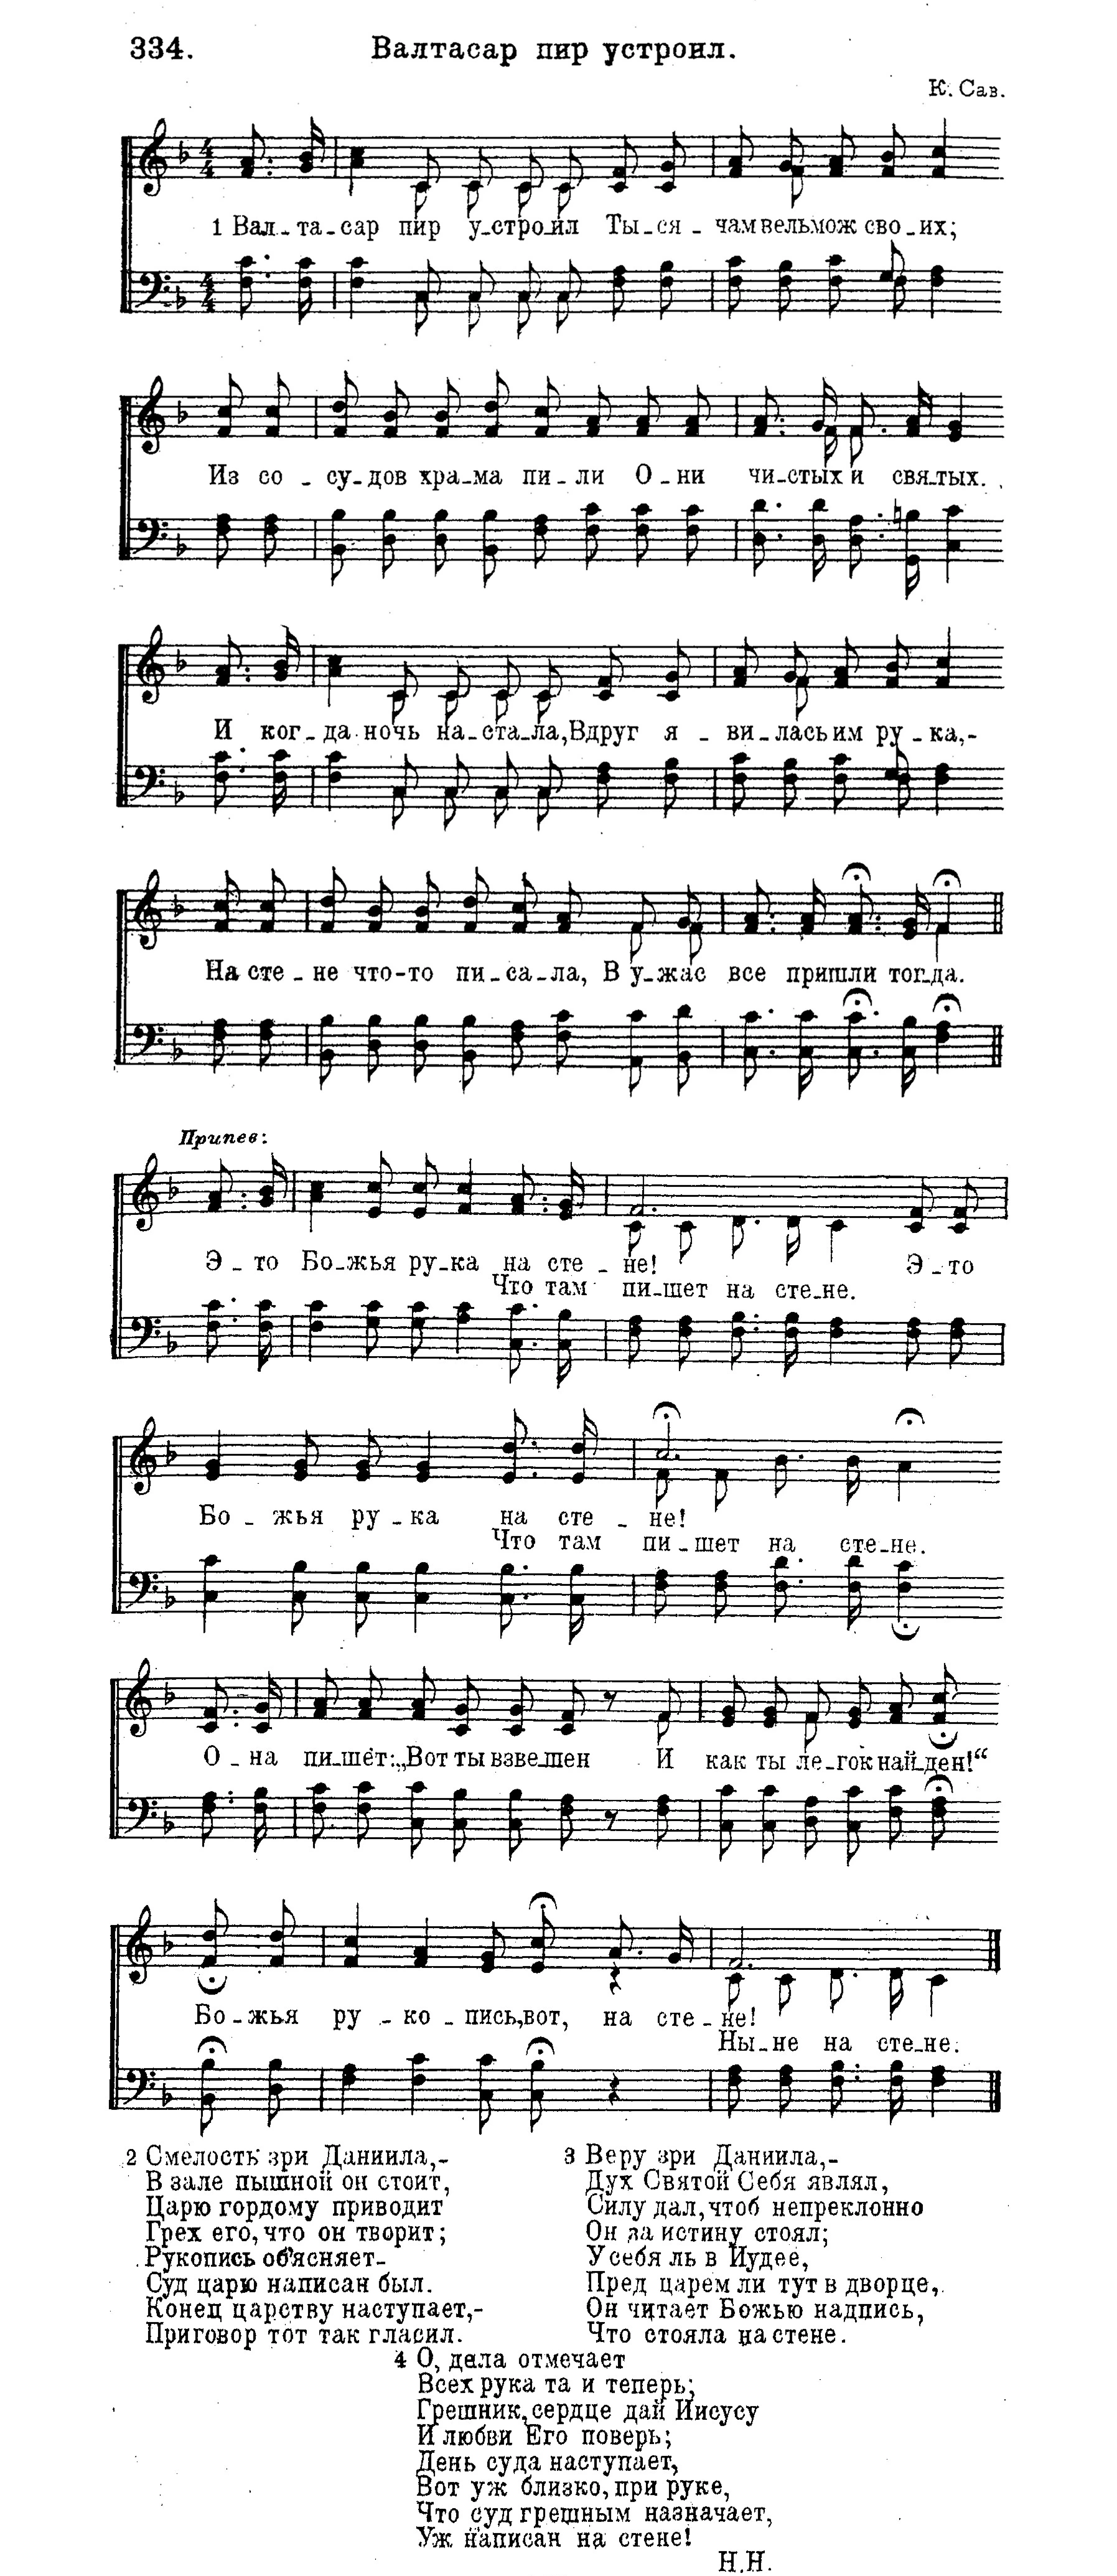 334.
Валтасар пир устроил.
К. Сав.
1 Вал-та-сар пир у-стро-ил Ты-ся-чам вельмож сво-их;
Из со-су-дов хра-ма пи-ли О-ни чи-стых и свя-тых.
И ког-да ночь на-ста-ла, Вдруг я-ви-лась им ру-ка,-
На сте-не что-то пи-са-ла, В у-жас все пришли тог-да.
Припев:
Э-то Бо-жья ру-ка на сте-не! Э-то
Что там пи-шет на сте-не.
Бо-жья ру-ка на сте-не!
Что там пи-шет на сте-не.
О-на пи-шет: „Вот ты взве-шен И как ты ле-гок най-ден!“
Бо-жья ру-ко-пись, вот, на сте-не!
Ны-не на сте-не.
2 Смелость зри Даниила,-
В зале пышной он стоит,
Царю гордому приводит
Грех его, что он творит;
Рукопись об’ясняет-
Суд царю написан был.
Конец царству наступает,-
Приговор тот так гласил.
3 Веру зри Даниила,-
Дух Святой Себя являл,
Силу дал, чтоб непреклонно
Он за истину стоял;
У себя ль в Иудее,
Пред царем ли тут в дворце,
Он читает Божью надпись,
Что стояла на стене.
4 О, дела отмечает
Всех рука та и теперь;
Грешник, сердце дай Иисусу
И любви Его поверь;
День суда наступает,
Вот уж близко, при руке,
Что суд грешным назначает,
Уж написан на стене!
Н.Н.